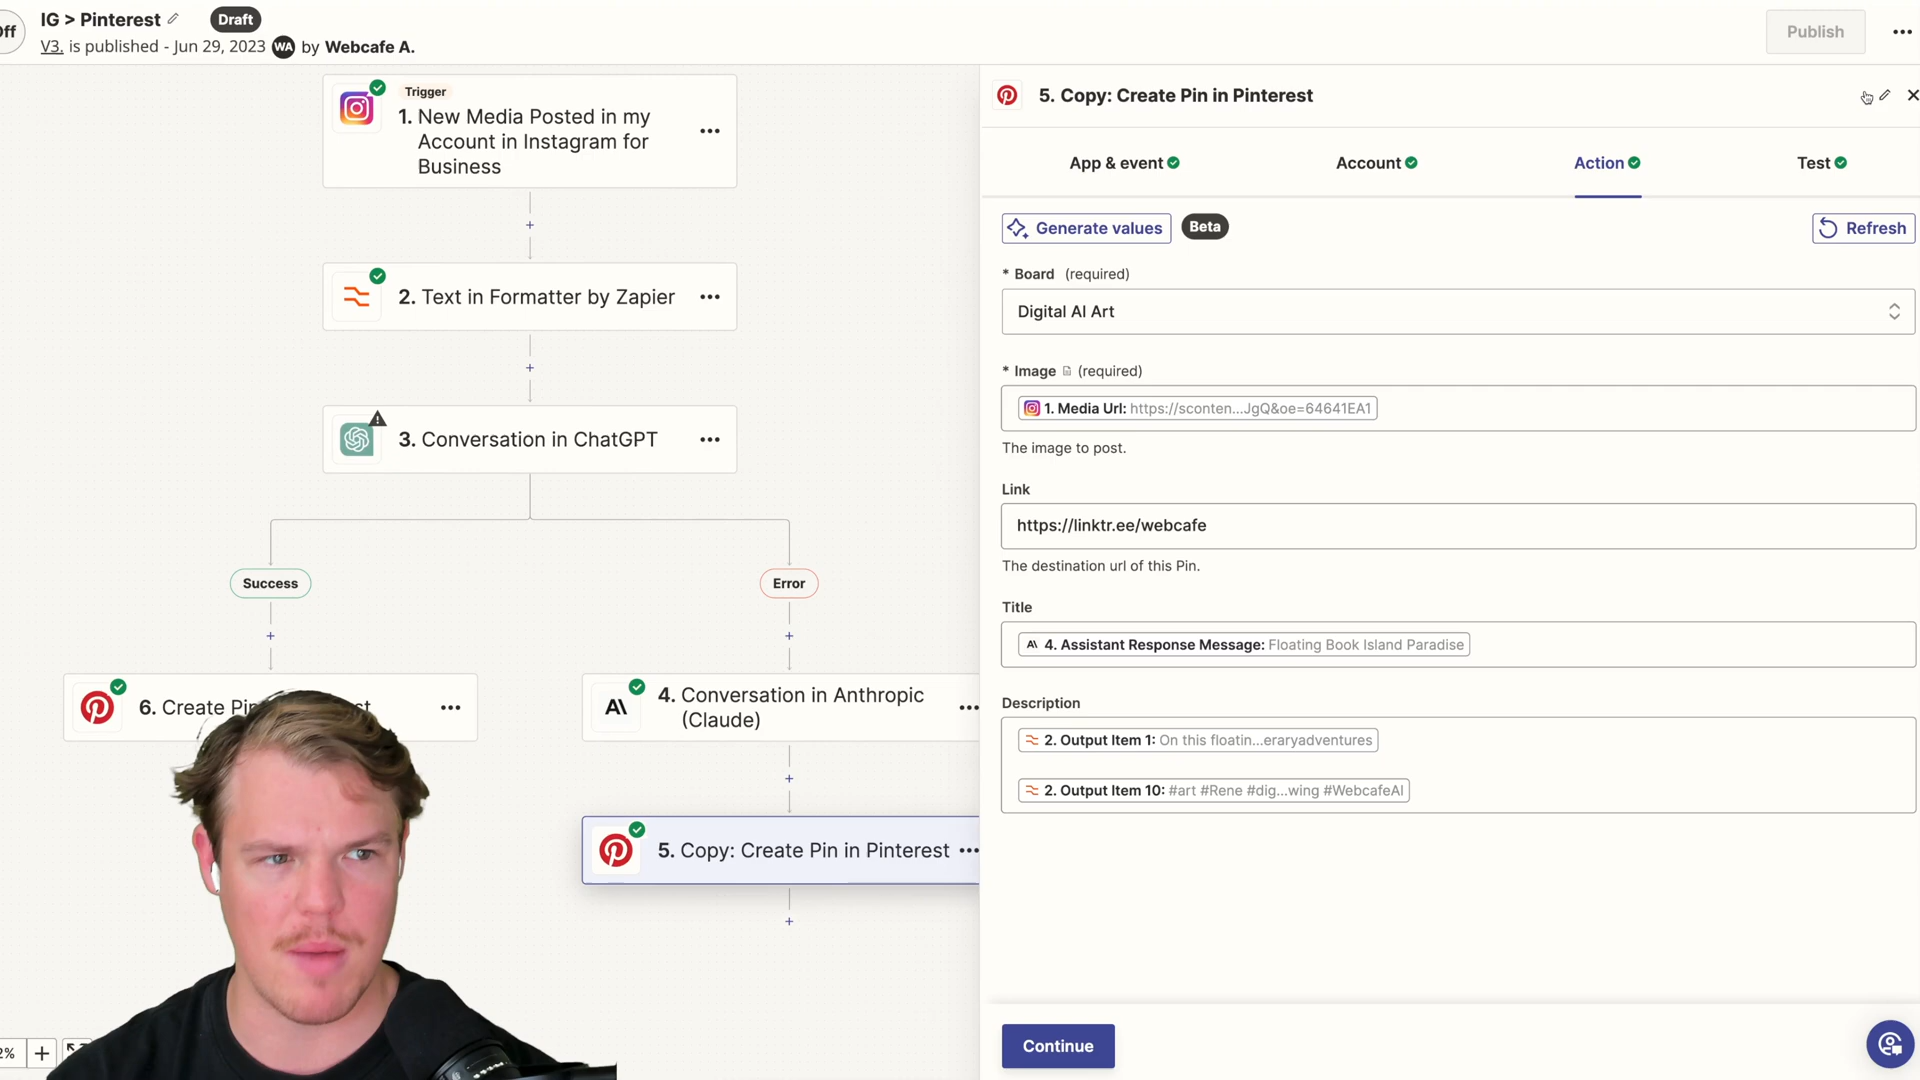 Off
IG > Pinterest
Draft
V3. is published - Jun 29, 2023 WA by Webcafe A.
Publish
Trigger
1. New Media Posted in my
Account in Instagram for
Business
2. Text in Formatter by Zapier
3. Conversation in ChatGPT
Success
Error
6. Create Pin
4. Conversation in Anthropic
(Claude)
5. Copy: Create Pin in Pinterest
2%
5. Copy: Create Pin in Pinterest
App & event
Account
Action
Test
Generate values
Beta
Refresh
* Board (required)
Digital AI Art
* Image (required)
1. Media Url: https://sconten...JgQ&oe=64641EA1
The image to post.
Link
https://linktr.ee/webcafe
The destination url of this Pin.
Title
4. Assistant Response Message: Floating Book Island Paradise
Description
2. Output Item 1: On this floatin...eraryadventures
2. Output Item 10: #art #Rene #dig...wing #WebcafeAI
Continue